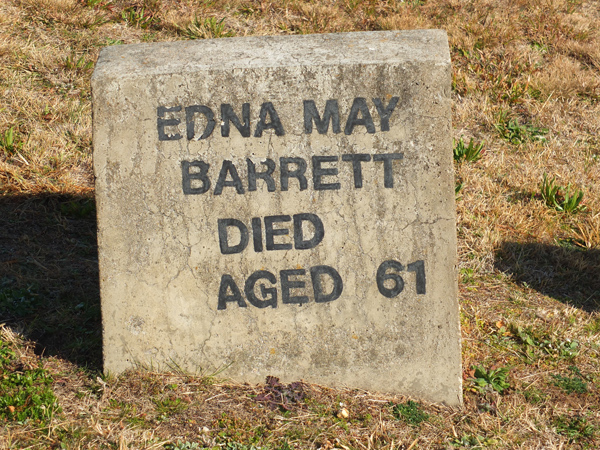 EDNA MAY
BARRETT
DIED
AGED 61